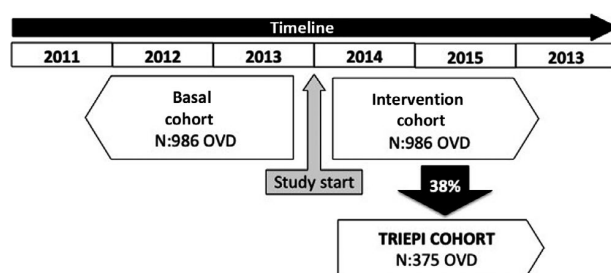 Timeline
2011 2012 2013 2014 2015 2013
Basal
cohort
N:986 OVD
Intervention
cohort
N:986 OVD
Study start
38%
TRIEPI COHORT
N:375 OVD